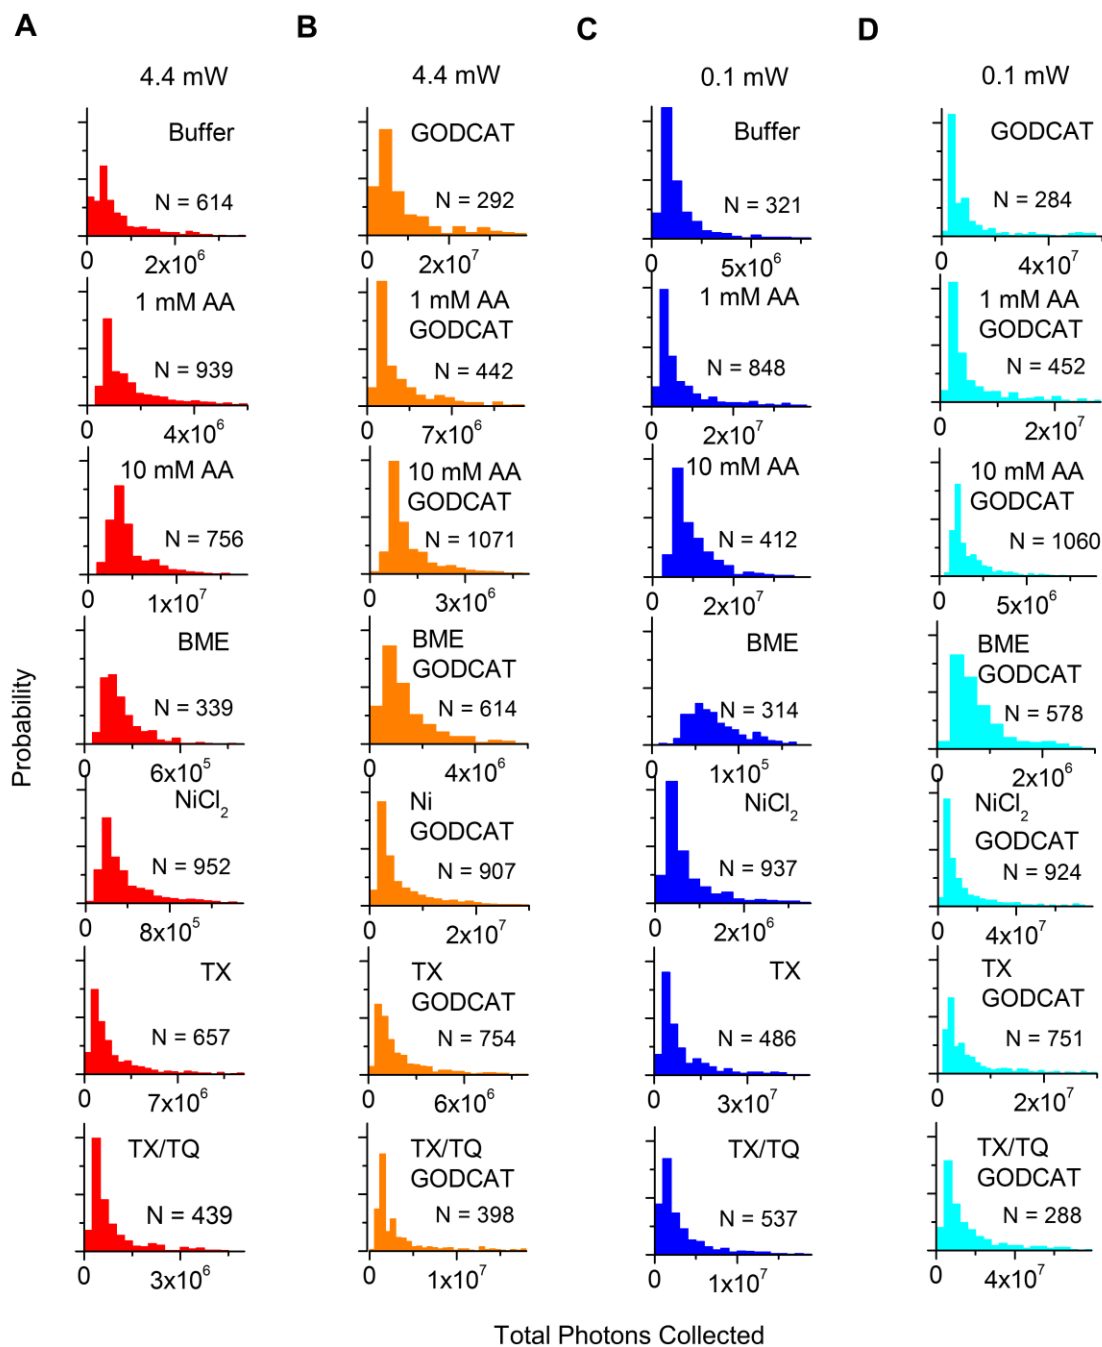 A B C D
4.4 mW 4.4 mW 0.1 mW 0.1 mW
Buffer GODCAT Buffer GODCAT
N = 614 N = 292 N = 321 N = 284
0 2x10⁶ 0 2x10⁷ 0 5x10⁶ 0 4x10⁷
1 mM AA 1 mM AA 1 mM AA 1 mM AA
GODCAT GODCAT
N = 939 N = 442 N = 848 N = 452
0 4x10⁶ 0 7x10⁶ 0 2x10⁷ 0 2x10⁷
10 mM AA 10 mM AA 10 mM AA 10 mM AA
GODCAT GODCAT
N = 756 N = 1071 N = 412 N = 1060
0 1x10⁷ 0 3x10⁶ 0 2x10⁷ 0 5x10⁶
BME BME BME BME
GODCAT GODCAT
N = 339 N = 614 N = 314 N = 578
0 6x10⁵ 0 4x10⁶ 0 1x10⁵ 0 2x10⁶
NiCl₂ Ni NiCl₂ NiCl₂
GODCAT GODCAT
N = 952 N = 907 N = 937 N = 924
0 8x10⁵ 0 2x10⁷ 0 2x10⁶ 0 4x10⁷
TX TX TX TX
GODCAT GODCAT
N = 657 N = 754 N = 486 N = 751
0 7x10⁶ 0 6x10⁶ 0 3x10⁷ 0 2x10⁷
TX/TQ TX/TQ TX/TQ TX/TQ
GODCAT GODCAT
N = 439 N = 398 N = 537 N = 288
0 3x10⁶ 0 1x10⁷ 0 1x10⁷ 0 4x10⁷
Probability
Total Photons Collected